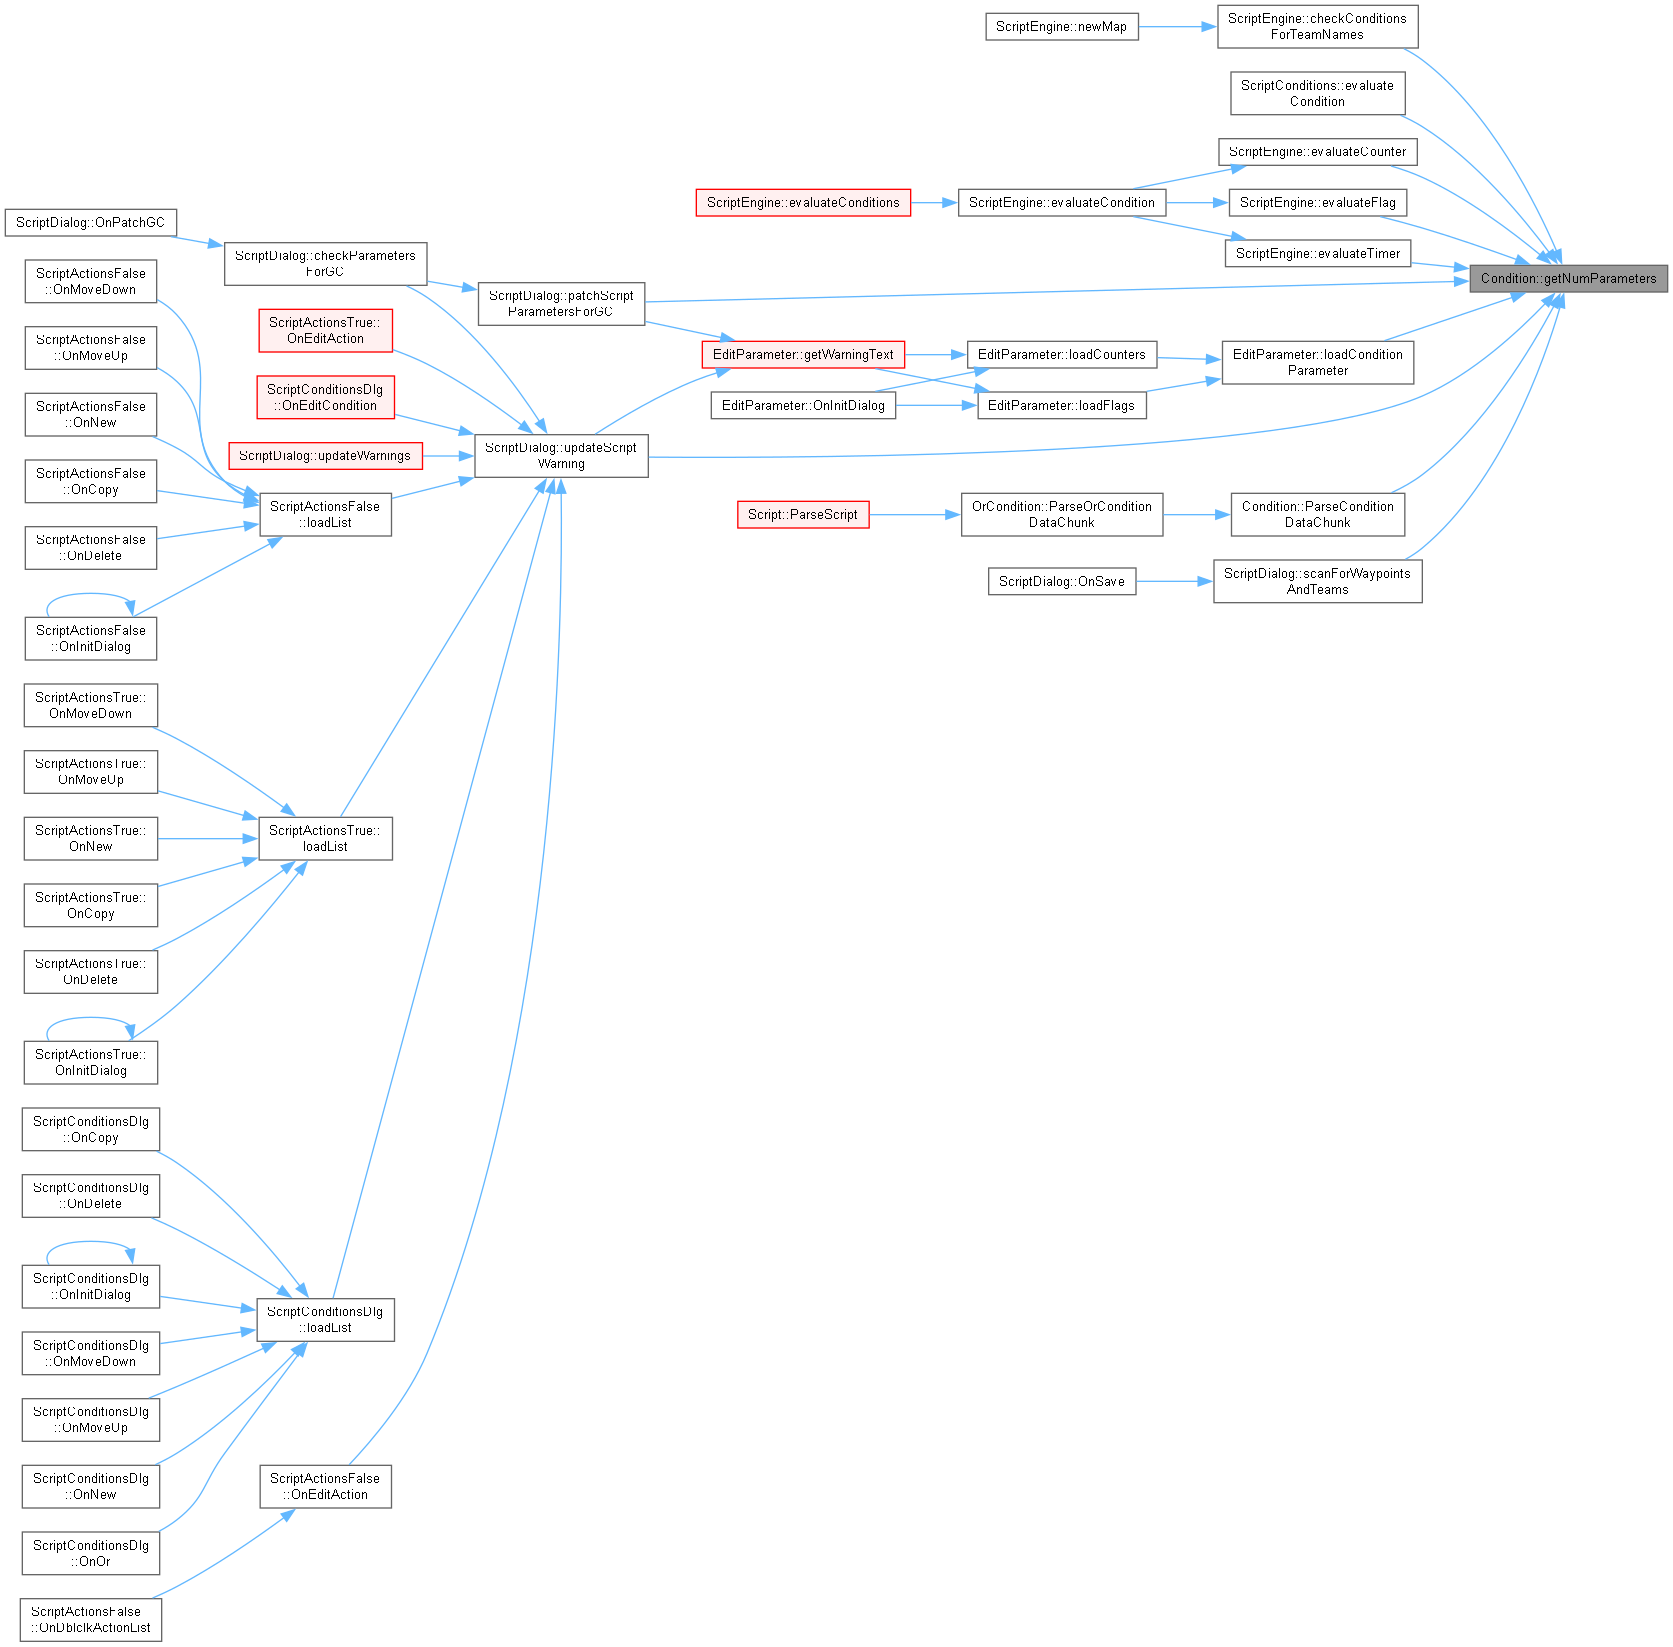 ScriptEngine::newMap
ScriptEngine::checkConditions
ForTeamNames
ScriptConditions::evaluate
Condition
ScriptEngine::evaluateCounter
ScriptEngine::evaluateConditions
ScriptEngine::evaluateCondition
ScriptEngine::evaluateFlag
ScriptEngine::evaluateTimer
Condition::getNumParameters
ScriptDialog::OnPatchGC
ScriptDialog::checkParameters
ForGC
ScriptDialog::patchScript
ParametersForGC
ScriptActionsFalse
::OnMoveDown
ScriptActionsTrue::
OnEditAction
ScriptActionsFalse
::OnMoveUp
EditParameter::getWarningText
EditParameter::loadCounters
EditParameter::loadCondition
Parameter
ScriptConditionsDlg
::OnEditCondition
EditParameter::OnInitDialog
EditParameter::loadFlags
ScriptActionsFalse
::OnNew
ScriptDialog::updateWarnings
ScriptDialog::updateScript
Warning
ScriptActionsFalse
::OnCopy
ScriptActionsFalse
::loadList
Script::ParseScript
OrCondition::ParseOrCondition
DataChunk
Condition::ParseCondition
DataChunk
ScriptActionsFalse
::OnDelete
ScriptDialog::OnSave
ScriptDialog::scanForWaypoints
AndTeams
ScriptActionsFalse
::OnInitDialog
ScriptActionsTrue::
OnMoveDown
ScriptActionsTrue::
OnMoveUp
ScriptActionsTrue::
OnNew
ScriptActionsTrue::
loadList
ScriptActionsTrue::
OnCopy
ScriptActionsTrue::
OnDelete
ScriptActionsTrue::
OnInitDialog
ScriptConditionsDlg
::OnCopy
ScriptConditionsDlg
::OnDelete
ScriptConditionsDlg
::OnInitDialog
ScriptConditionsDlg
::loadList
ScriptConditionsDlg
::OnMoveDown
ScriptConditionsDlg
::OnMoveUp
ScriptConditionsDlg
::OnNew
ScriptActionsFalse
::OnEditAction
ScriptConditionsDlg
::OnOr
ScriptActionsFalse
::OnDblclkActionList